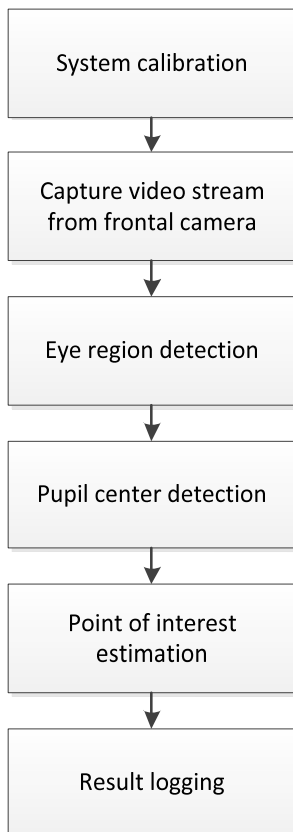 System calibration
Capture video stream
from frontal camera
Eye region detection
Pupil center detection
Point of interest
estimation
Result logging